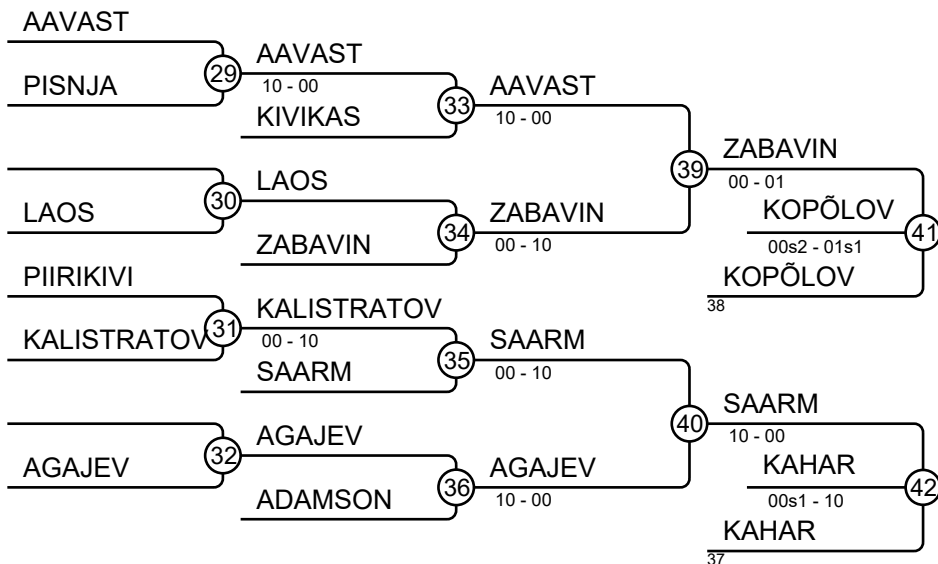 AAVAST
29
PISNJA
AAVAST
10 - 00
33
KIVIKAS
AAVAST
10 - 00
30
LAOS
LAOS
34
ZABAVIN
ZABAVIN
00 - 10
39
ZABAVIN
00 - 01
KOPÕLOV
00s2 - 01s1
41
KOPÕLOV
38
PIIRIKIVI
31
KALISTRATOV
KALISTRATOV
00 - 10
35
SAARM
SAARM
00 - 10
32
AGAJEV
AGAJEV
36
ADAMSON
AGAJEV
10 - 00
40
SAARM
10 - 00
KAHAR
00s1 - 10
42
KAHAR
37